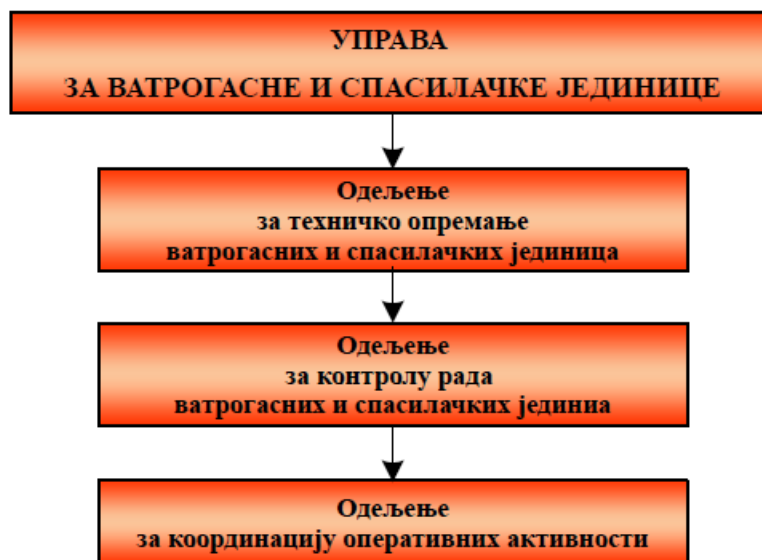 УПРАВА
ЗА ВАТРОГАСНЕ И СПАСИЛАЧКЕ ЈЕДИНИЦЕ
Одељење
за техничко опремање
ватрогасних и спасилачких јединица
Одељење
за контролу рада
ватрогасних и спасилачких јединиа
Одељење
за координацију оперативних активности